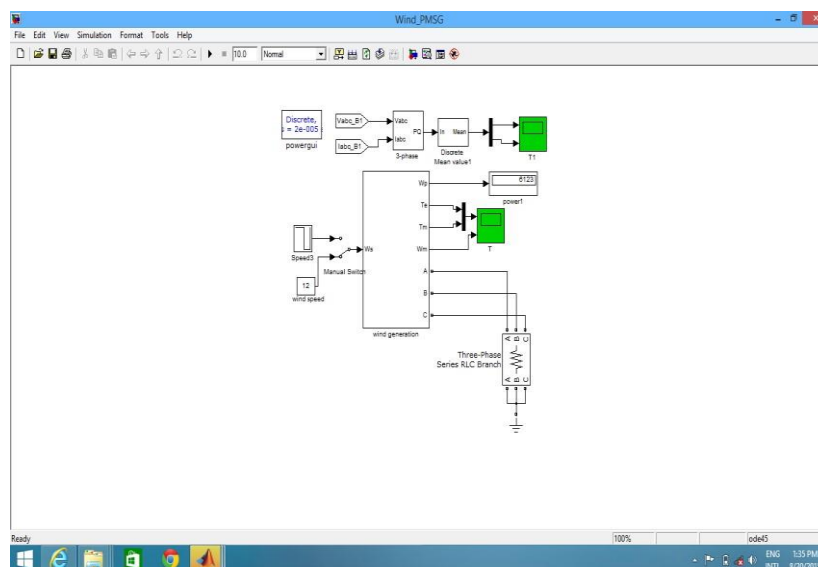 Wind_PMSG
File Edit View Simulation Format Tools Help
10.0 Normal
Discrete,
s = 2e-005
powergui
Vabc_B1
Iabc_B1
Vabc
Iabc
PQ
3-phase
In Mean
Discrete
Mean value1
T1
Wp
6123
power1
Te
Tm
T
Wm
Speed3
Ws
Manual Switch
12
wind speed
A
B
C
wind generation
A B C
Three-Phase
Series RLC Branch
A B C
Ready 100% ode45
ENG 1:35 PM
INTL